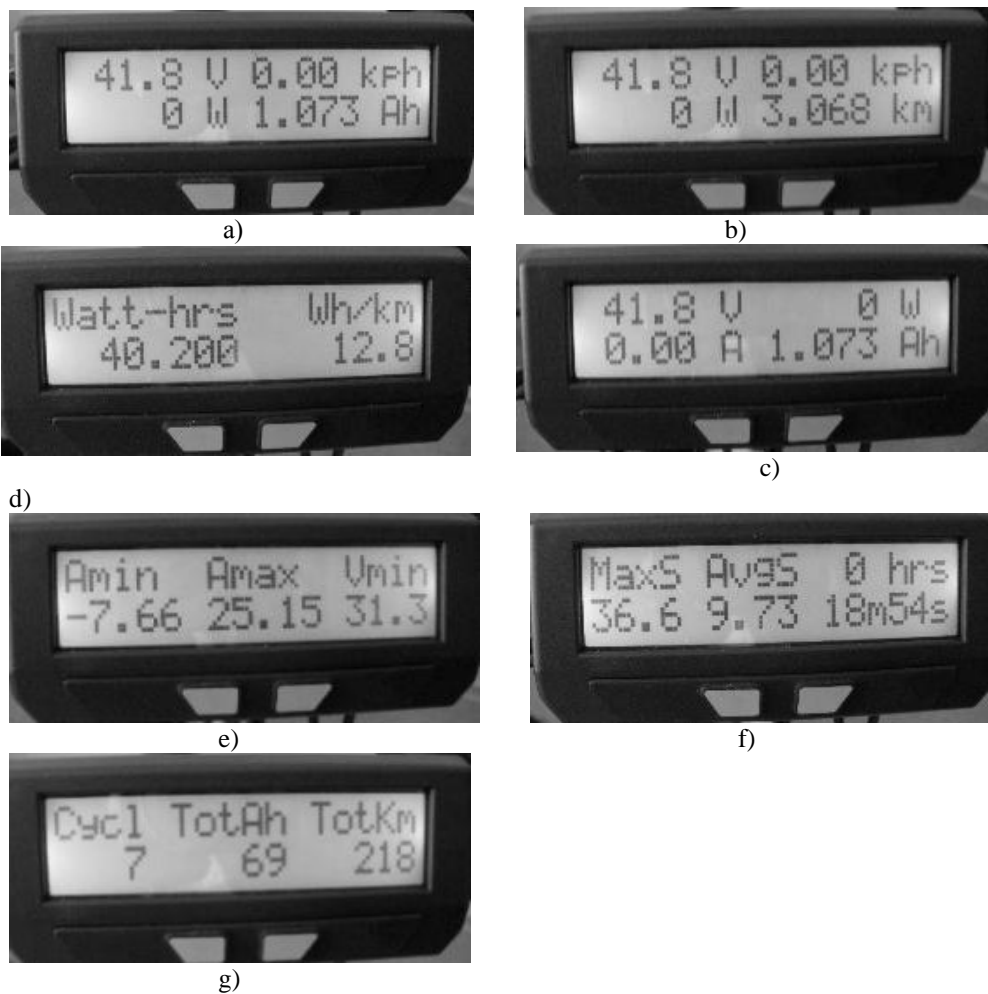 41.8 V 0.00 kph
0 W 1.073 Ah
a)
41.8 V 0.00 kph
0 W 3.068 km
b)
Watt-hrs Wh/km
40.200 12.8
d)
41.8 V 0 W
0.00 A 1.073 Ah
c)
Amin Amax Vmin
-7.66 25.15 31.3
e)
MaxS AvgS 0 hrs
36.6 9.73 18m54s
f)
Cycl TotAh TotKm
7 69 218
g)